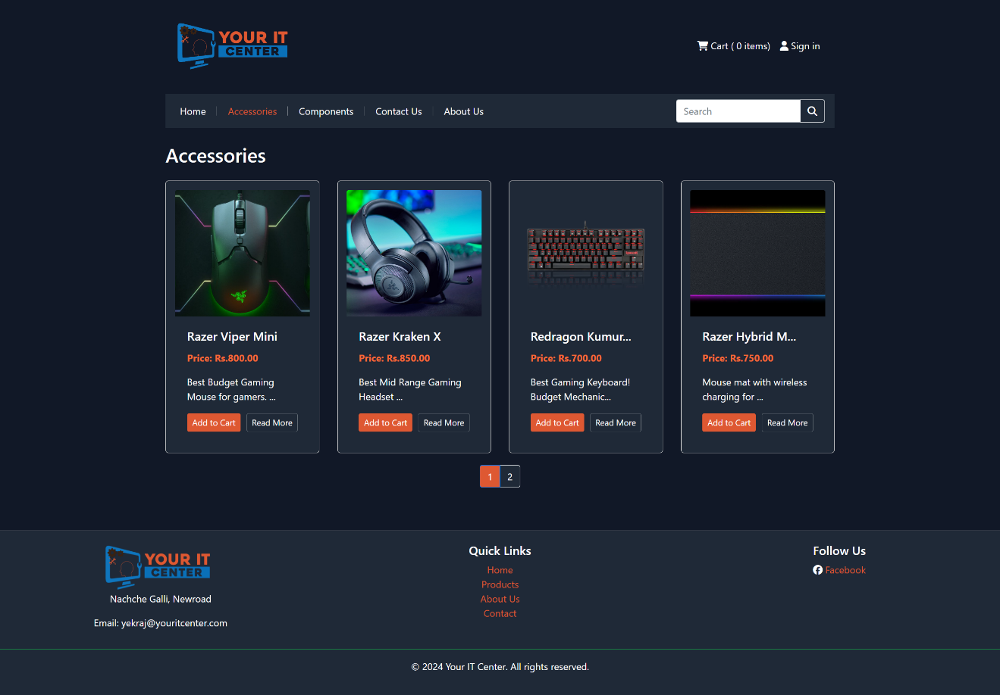 YOUR IT
CENTER
Cart ( 0 items)
Sign in
Home
Accessories
Components
Contact Us
About Us
Search
Accessories
Razer Viper Mini
Price: Rs.800.00
Best Budget Gaming
Mouse for gamers. ...
Add to Cart
Read More
Razer Kraken X
Price: Rs.850.00
Best Mid Range Gaming
Headset ...
Add to Cart
Read More
Redragon Kumur...
Price: Rs.700.00
Best Gaming Keyboard!
Budget Mechanic...
Add to Cart
Read More
Razer Hybrid M...
Price: Rs.750.00
Mouse mat with wireless
charging for ...
Add to Cart
Read More
1
2
YOUR IT
CENTER
Nachche Galli, Newroad
Email: yekraj@youritcenter.com
Quick Links
Home
Products
About Us
Contact
Follow Us
Facebook
© 2024 Your IT Center. All rights reserved.